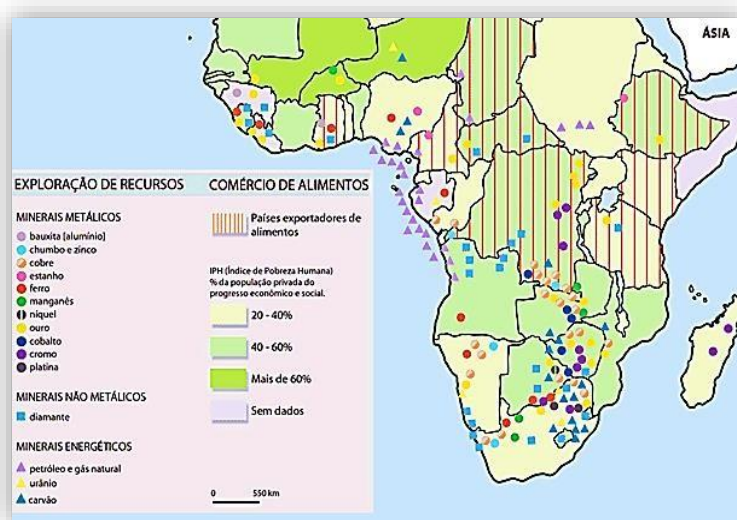 ÁSIA
EXPLORAÇÃO DE RECURSOS
MINERAIS METÁLICOS
bauxita (alumínio)
chumbo e zinco
cobre
estanho
ferro
manganês
níquel
ouro
cobalto
cromo
platina
MINERAIS NÃO METÁLICOS
diamante
MINERAIS ENERGÉTICOS
petróleo e gás natural
urânio
carvão
COMÉRCIO DE ALIMENTOS
Países exportadores de
alimentos
IPH (Índice de Pobreza Humana)
% da população privada do
progresso econômico e social.
20 - 40%
40 - 60%
Mais de 60%
Sem dados
0 550 km